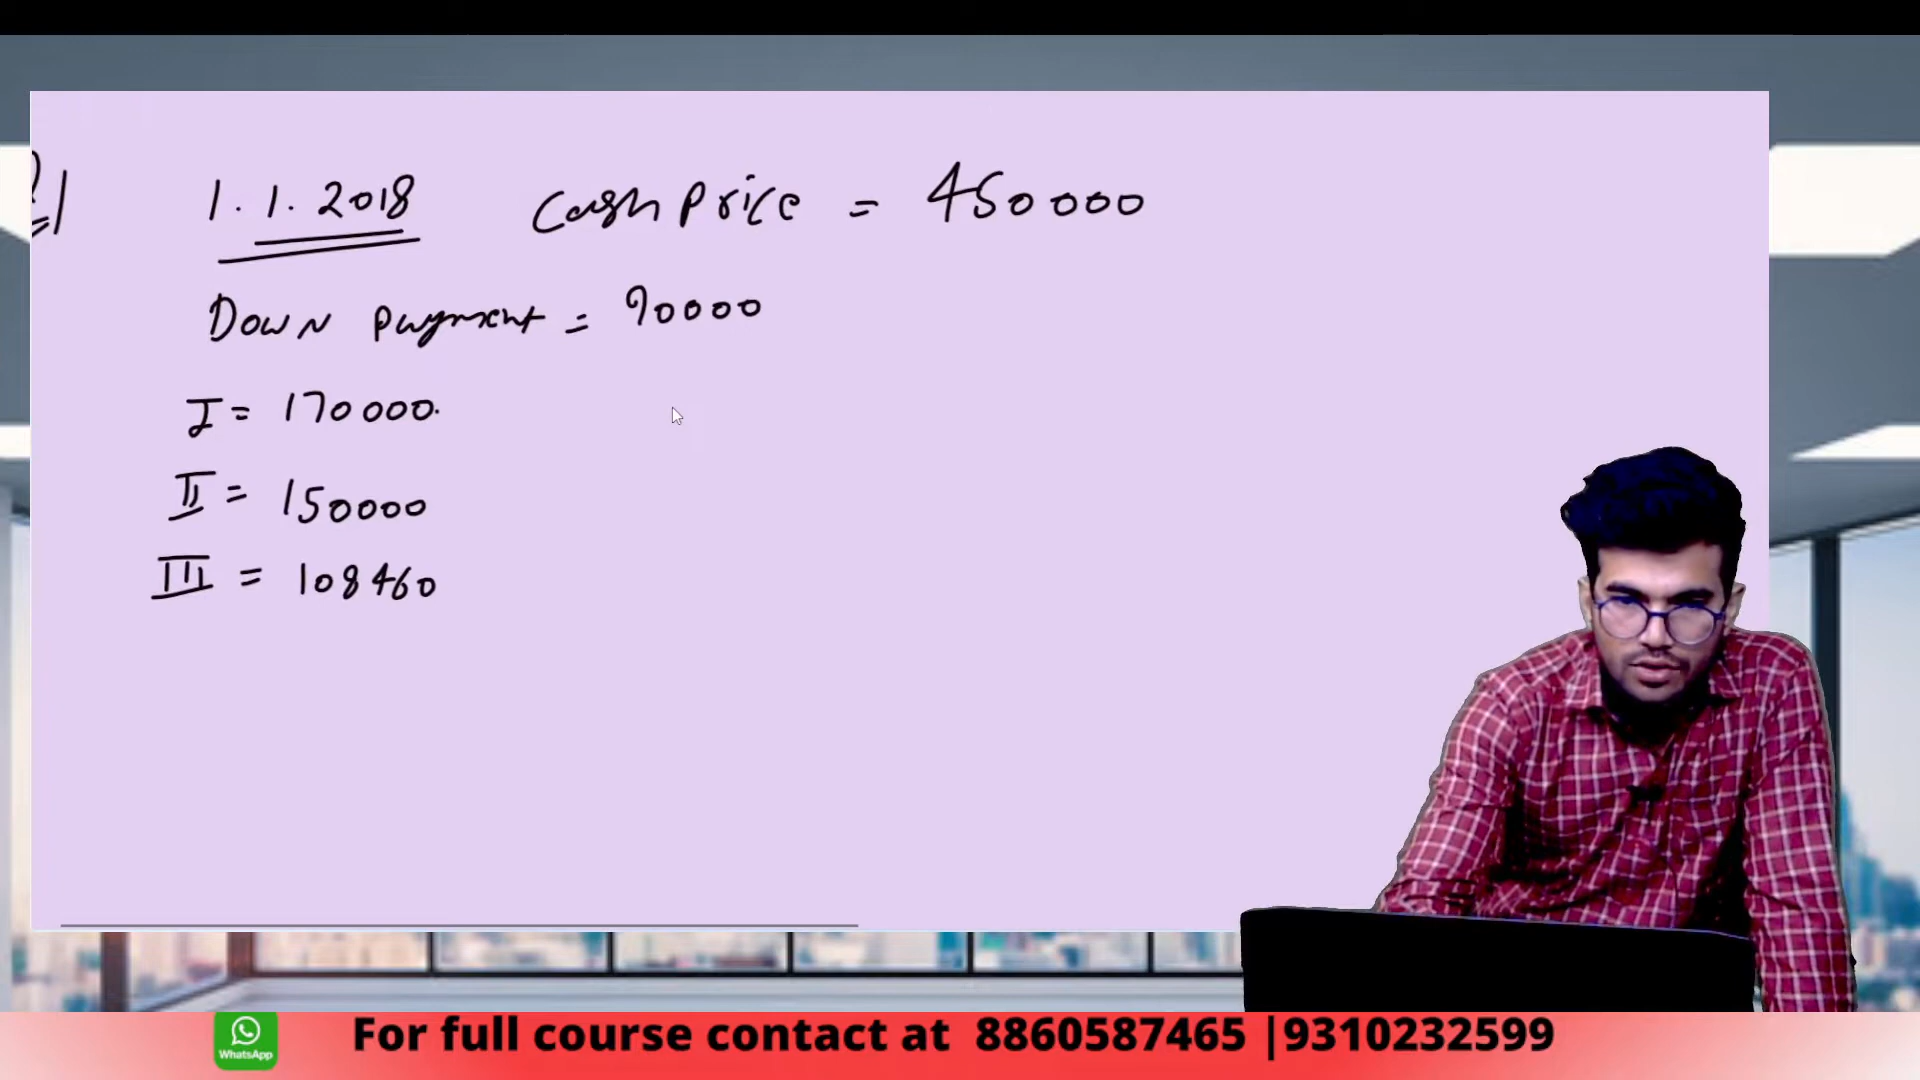 1.1.2018 Cash Price = 450000
Down payment = 90000
I = 170000.
II = 150000
III = 108460
WhatsApp For full course contact at 8860587465 |9310232599